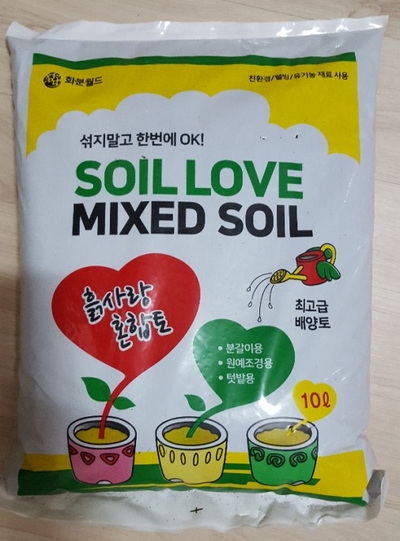 화분월드
친환경/웰빙/유기농 재료 사용
섞지말고 한번에 OK!
SOIL LOVE
MIXED SOIL
흙사랑
혼합토
최고급
배양토
• 분갈이용
• 원예조경용
• 텃밭용
10ℓ